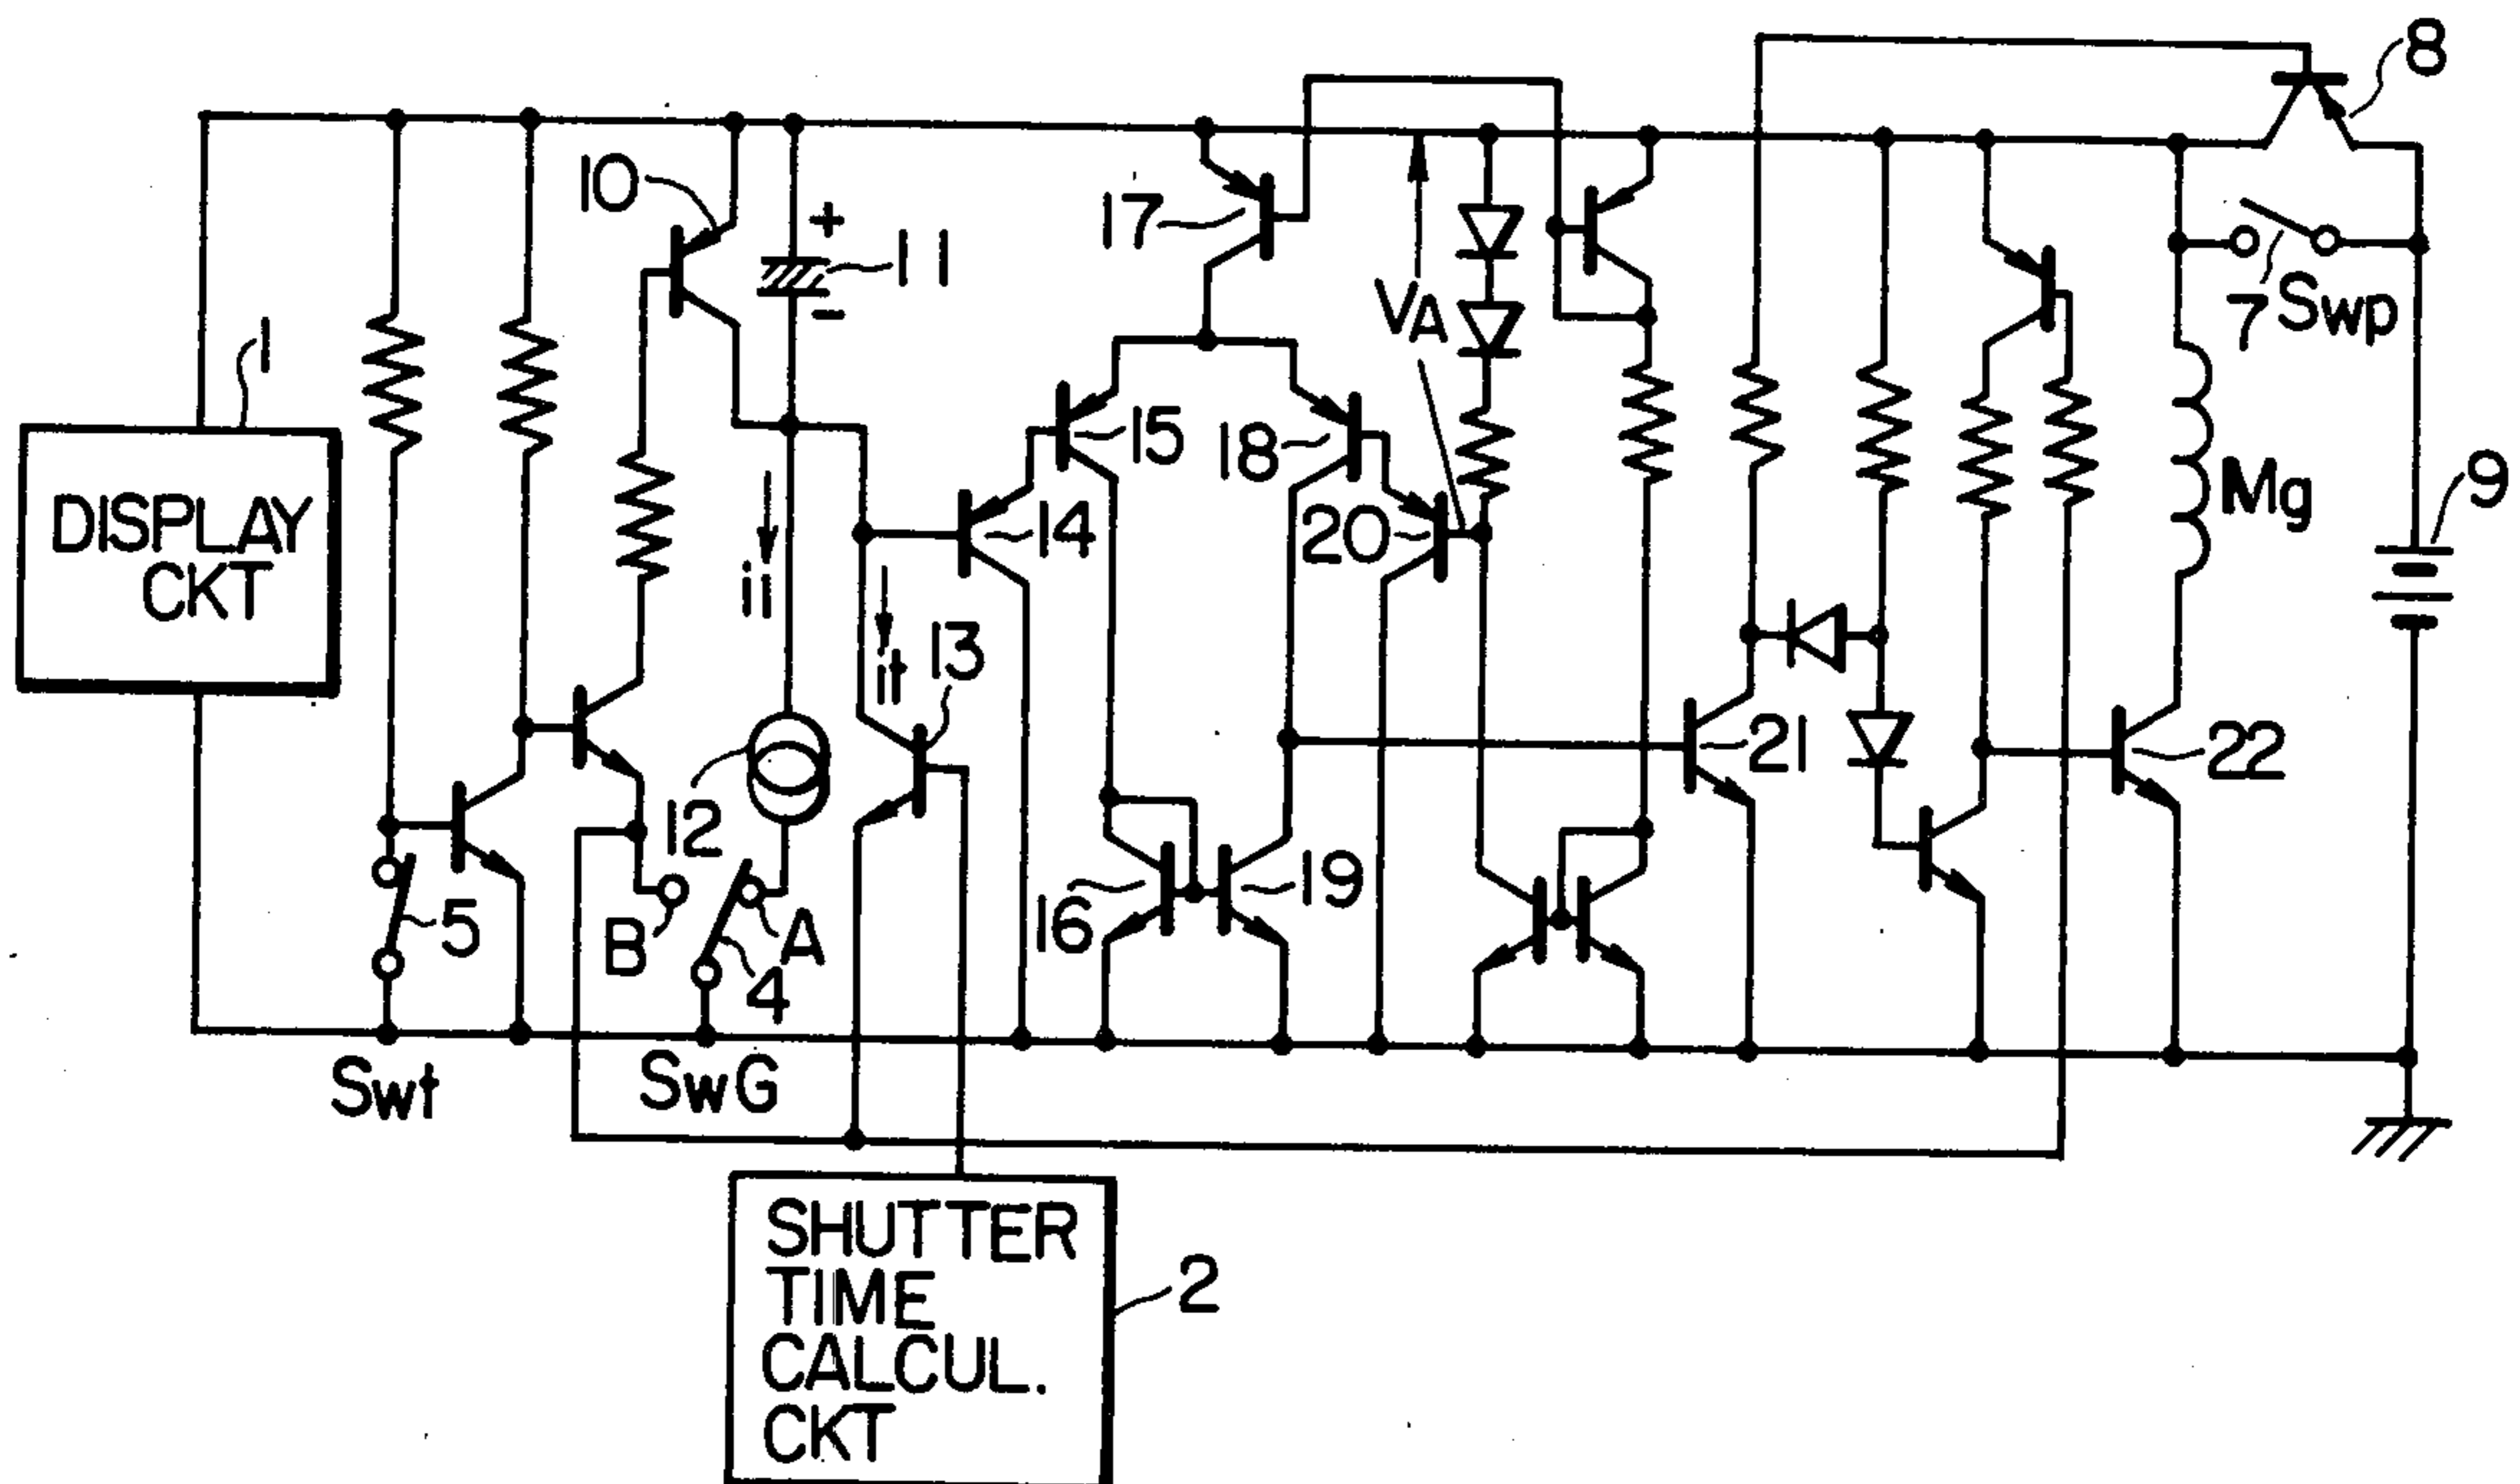 8
10
+
11
-
17
VA
7 Swp
1
15
18
Mg
9
DISPLAY
CKT
14
20
ii
it
13
21
22
12
5
B
A
4
16
19
Swt
SwG
SHUTTER
TIME
CALCUL.
CKT
2